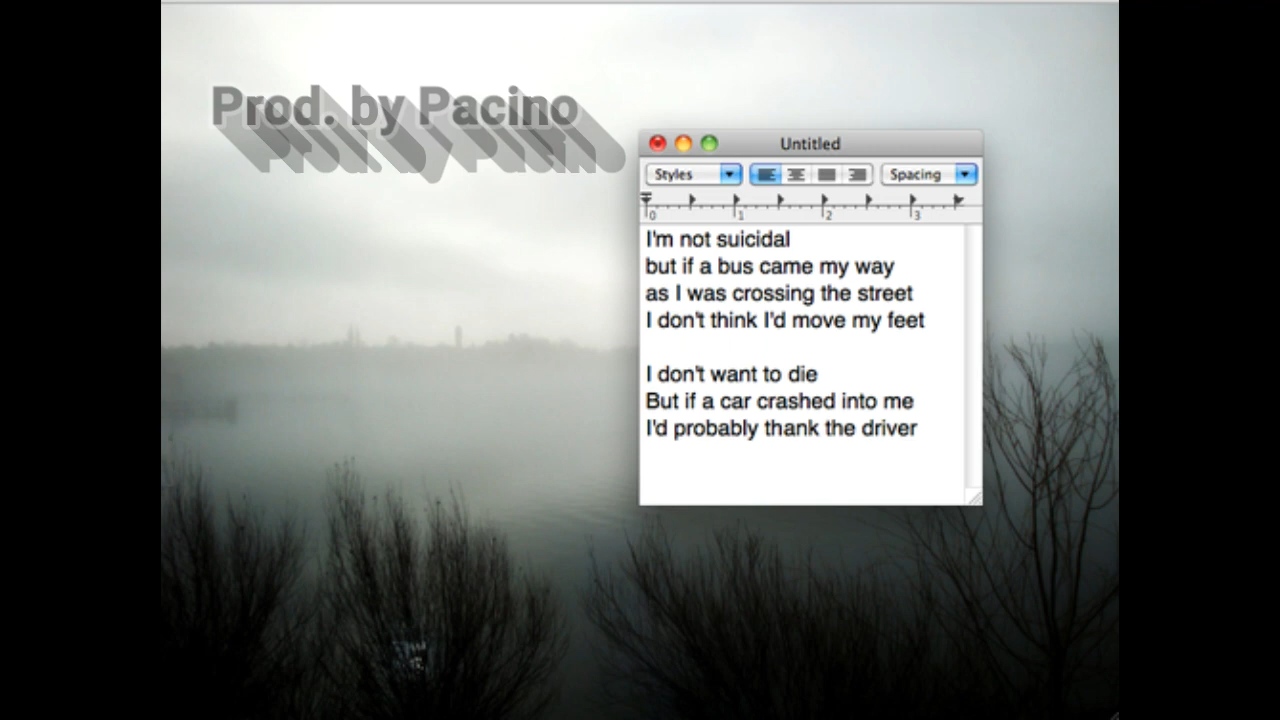 Prod. by Pacino
Untitled
Styles
Spacing
0 1 2 3
I'm not suicidal
but if a bus came my way
as I was crossing the street
I don't think I'd move my feet
I don't want to die
But if a car crashed into me
I'd probably thank the driver